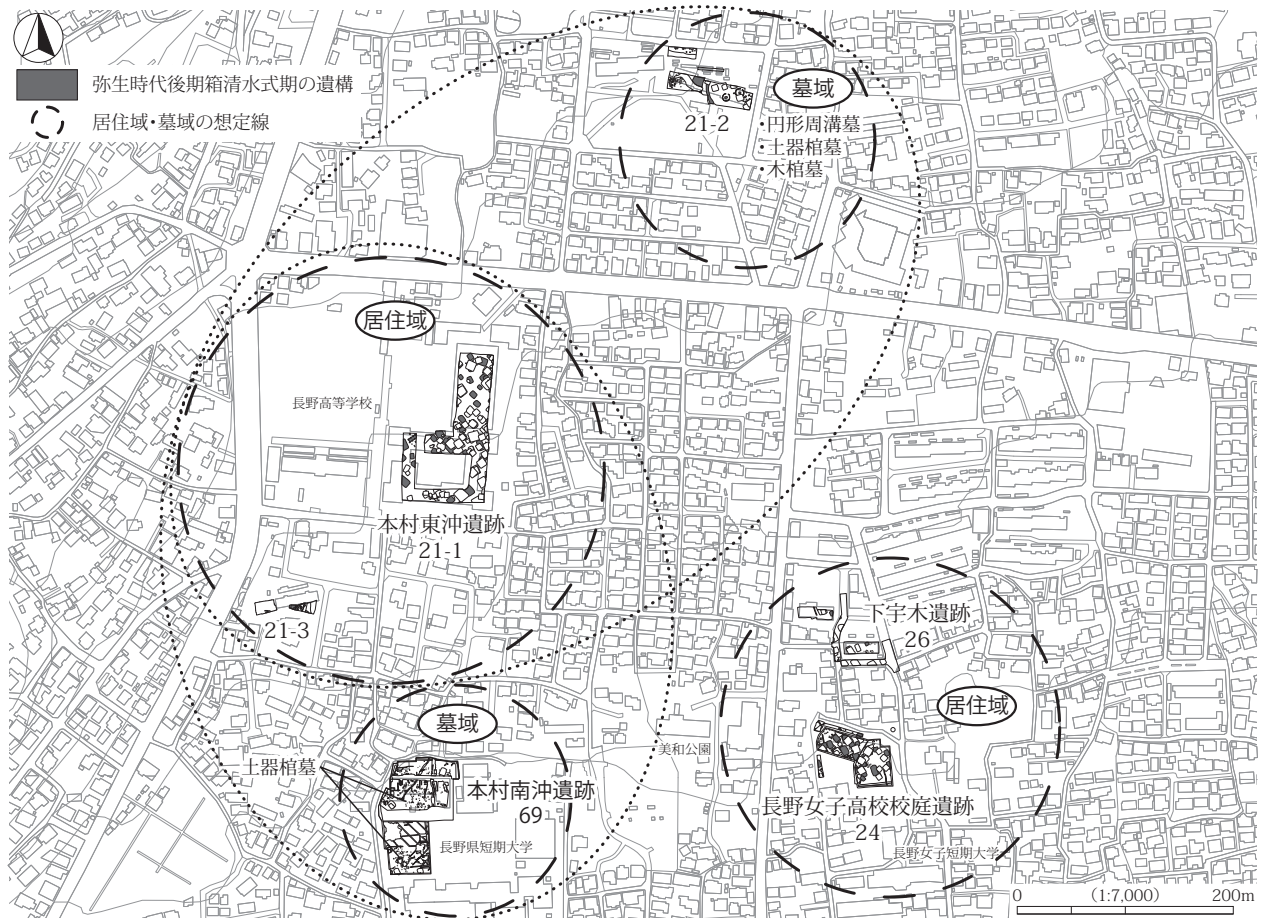 弥生時代後期箱清水式期の遺構
居住域・墓域の想定線
墓域
21-2
・円形周溝墓
・土器棺墓
・木棺墓
居住域
長野高等学校
本村東沖遺跡
21-1
21-3
下宇木遺跡
26
居住域
墓域
美和公園
土器棺墓
本村南沖遺跡
69
長野県短期大学
長野女子高校校庭遺跡
24
長野女子短期大学
0 (1:7,000) 200m